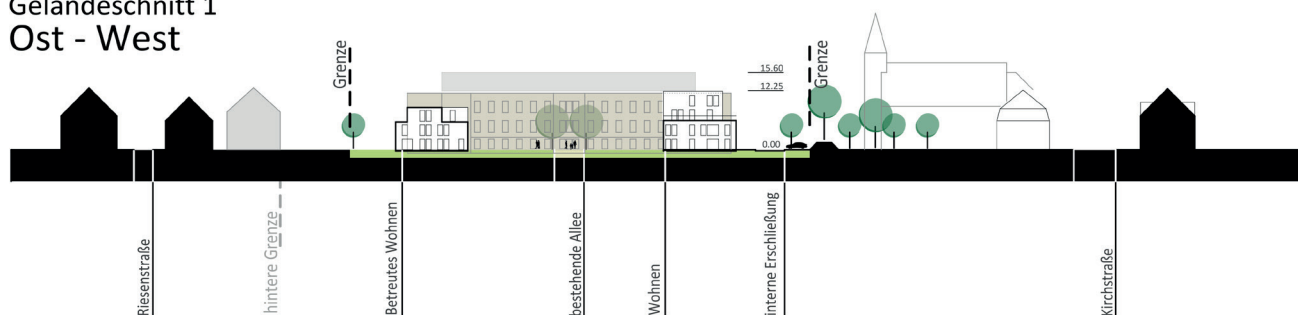 Geländeschnitt 1
Ost - West
Grenze
Grenze
15.60
12.25
0.00
Riesenstraße
hintere Grenze
Betreutes Wohnen
bestehende Allee
Wohnen
interne Erschließung
Kirchstraße